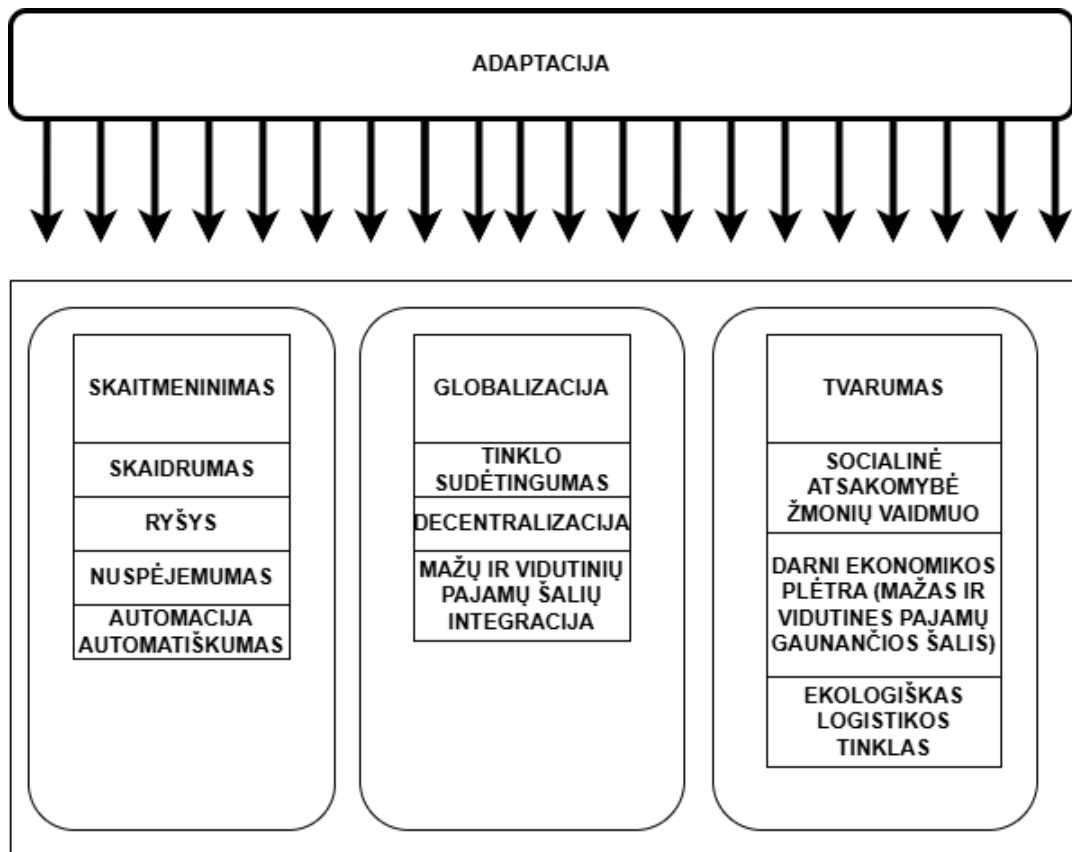 ADAPTACIJA
SKAITMENINIMAS
SKAIDRUMAS
RYŠYS
NUSPĖJEMUMAS
AUTOMACIJA
AUTOMATIŠKUMAS
GLOBALIZACIJA
TINKLO
SUDĖTINGUMAS
DECENTRALIZACIJA
MAŽŲ IR VIDUTINIŲ
PAJAMŲ ŠALIŲ
INTEGRACIJA
TVARUMAS
SOCIALINĖ
ATSAKOMYBĖ
ŽMONIŲ VAIDMUO
DARNI EKONOMIKOS
PLĖTRA (MAŽAS IR
VIDUTINES PAJAMŲ
GAUNANČIOS ŠALIS)
EKOLOGIŠKAS
LOGISTIKOS
TINKLAS